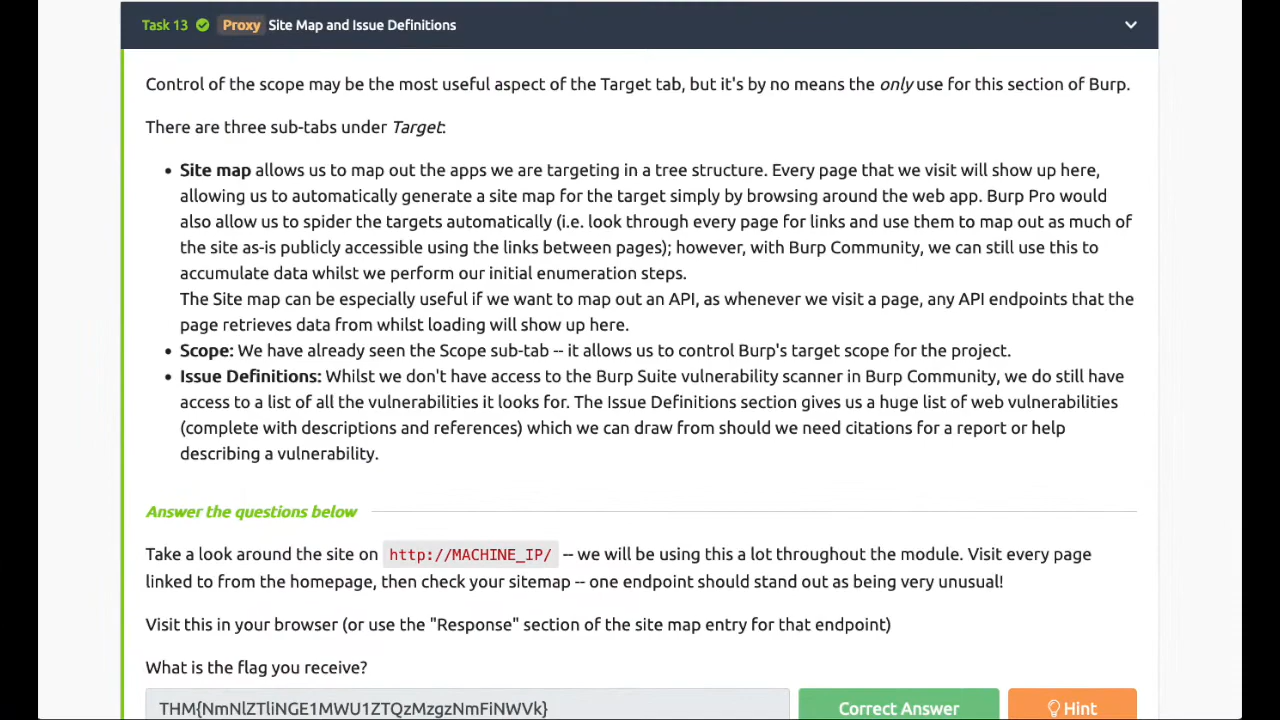 Task 13 Proxy Site Map and Issue Definitions
Control of the scope may be the most useful aspect of the Target tab, but it's by no means the only use for this section of Burp.
There are three sub-tabs under Target:
• Site map allows us to map out the apps we are targeting in a tree structure. Every page that we visit will show up here,
allowing us to automatically generate a site map for the target simply by browsing around the web app. Burp Pro would
also allow us to spider the targets automatically (i.e. look through every page for links and use them to map out as much of
the site as-is publicly accessible using the links between pages); however, with Burp Community, we can still use this to
accumulate data whilst we perform our initial enumeration steps.
The Site map can be especially useful if we want to map out an API, as whenever we visit a page, any API endpoints that the
page retrieves data from whilst loading will show up here.
• Scope: We have already seen the Scope sub-tab -- it allows us to control Burp's target scope for the project.
• Issue Definitions: Whilst we don't have access to the Burp Suite vulnerability scanner in Burp Community, we do still have
access to a list of all the vulnerabilities it looks for. The Issue Definitions section gives us a huge list of web vulnerabilities
(complete with descriptions and references) which we can draw from should we need citations for a report or help
describing a vulnerability.
Answer the questions below
Take a look around the site on http://MACHINE_IP/ -- we will be using this a lot throughout the module. Visit every page
linked to from the homepage, then check your sitemap -- one endpoint should stand out as being very unusual!
Visit this in your browser (or use the "Response" section of the site map entry for that endpoint)
What is the flag you receive?
THM{NmNlZTliNGE1MWU1ZTQzMzgzNmFiNWVk} Correct Answer Hint